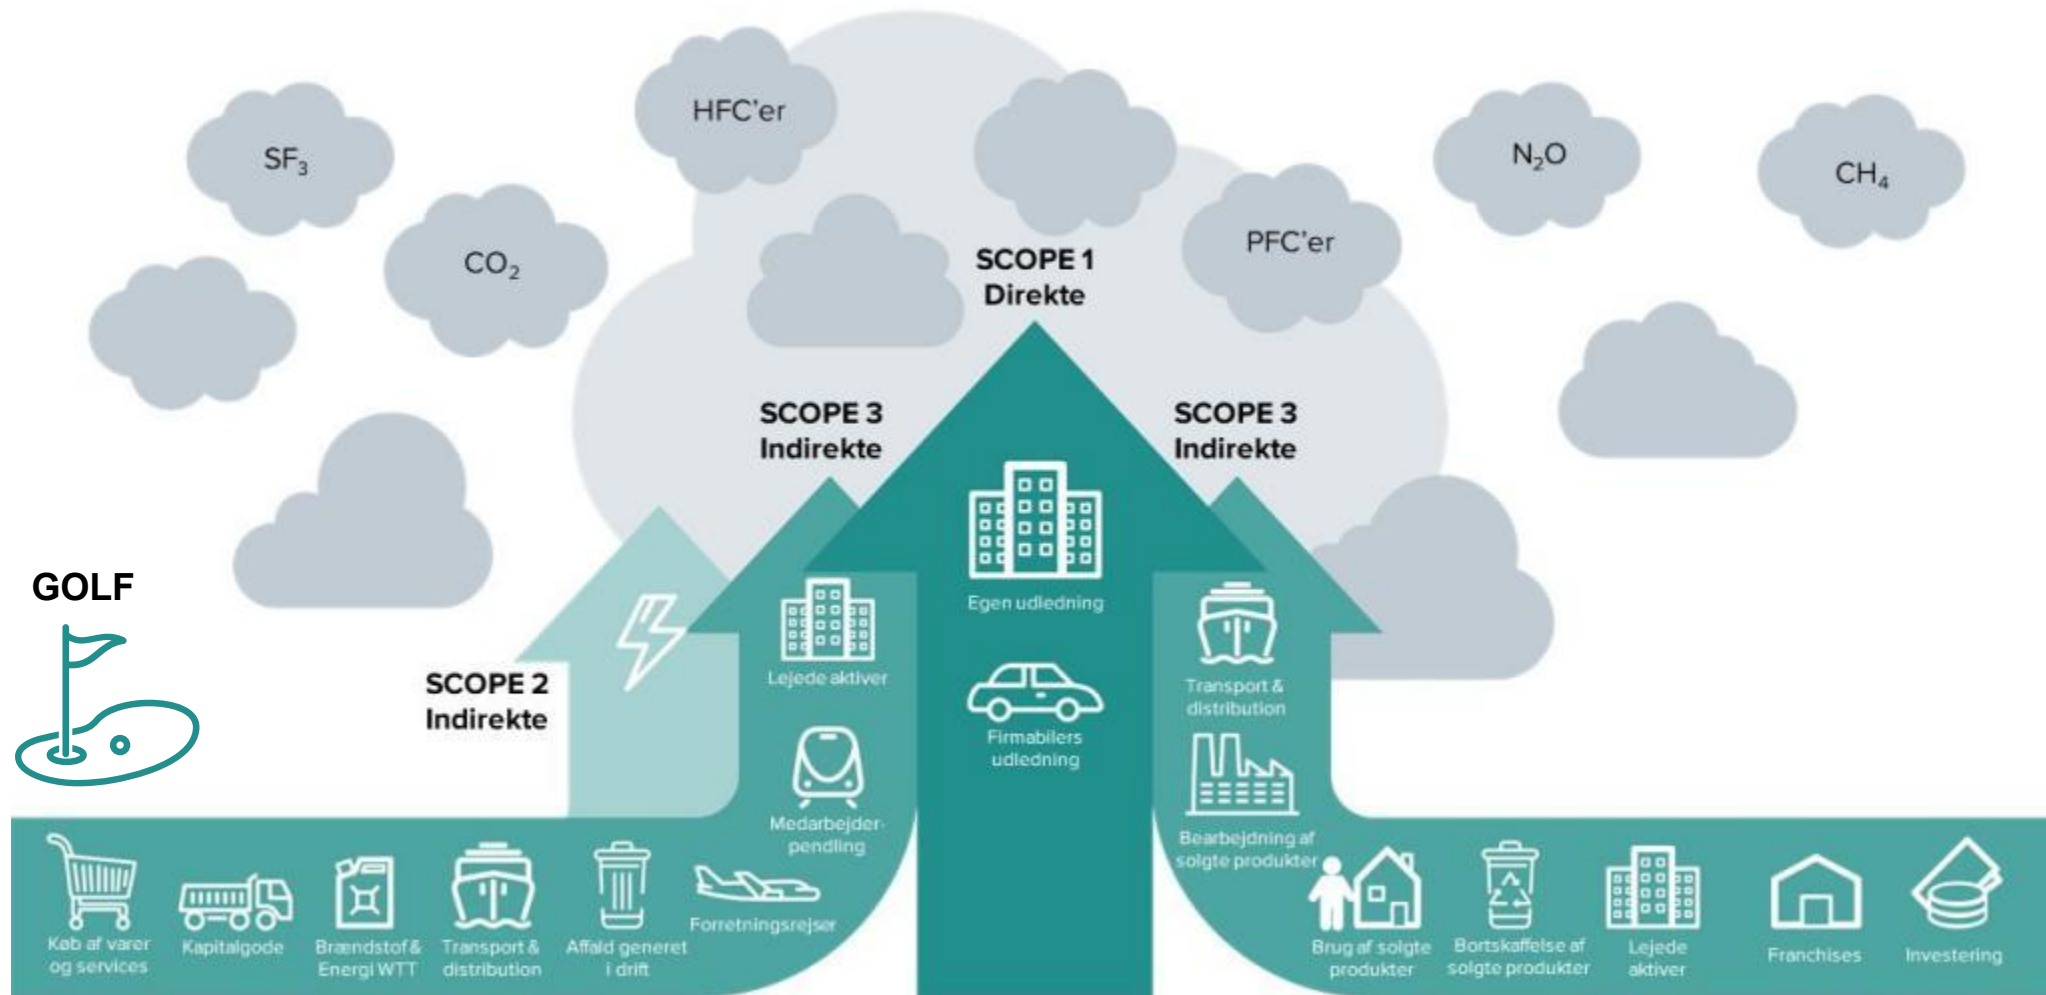 HFC'er
SF₃
N₂O
CH₄
CO₂
PFC'er
SCOPE 1
Direkte
SCOPE 3
Indirekte
SCOPE 3
Indirekte
GOLF
SCOPE 2
Indirekte
Egen udledning
Firmabilers
udledning
Lejede aktiver
Medarbejder-
pendling
Transport &
distribution
Bearbejdning af
solgte produkter
Køb af varer
og services
Kapitalgode
Brændstof &
Energi WTT
Transport &
distribution
Affald generet
i drift
Forretningsrejser
Brug af solgte
produkter
Bortskaffelse af
solgte produkter
Lejede
aktiver
Franchises
Investering